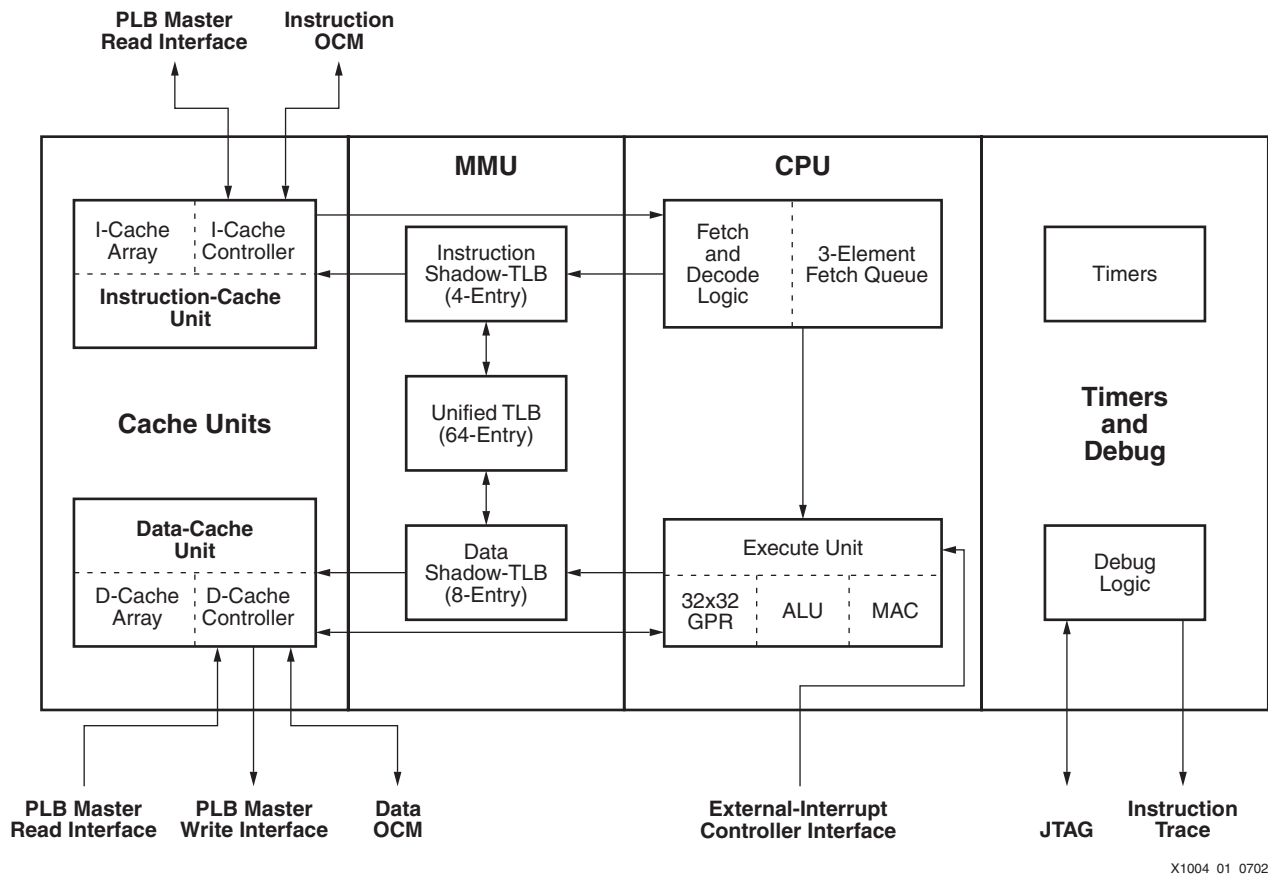 PLB Master
Read Interface
Instruction
OCM
MMU
CPU
I-Cache
Array
I-Cache
Controller
Instruction-Cache
Unit
Instruction
Shadow-TLB
(4-Entry)
Fetch
and
Decode
Logic
3-Element
Fetch Queue
Timers
Cache Units
Unified TLB
(64-Entry)
Timers
and
Debug
Data-Cache
Unit
D-Cache
Array
D-Cache
Controller
Data
Shadow-TLB
(8-Entry)
Execute Unit
32x32
GPR
ALU
MAC
Debug
Logic
PLB Master
Read Interface
PLB Master
Write Interface
Data
OCM
External-Interrupt
Controller Interface
JTAG
Instruction
Trace
X1004_01_0702